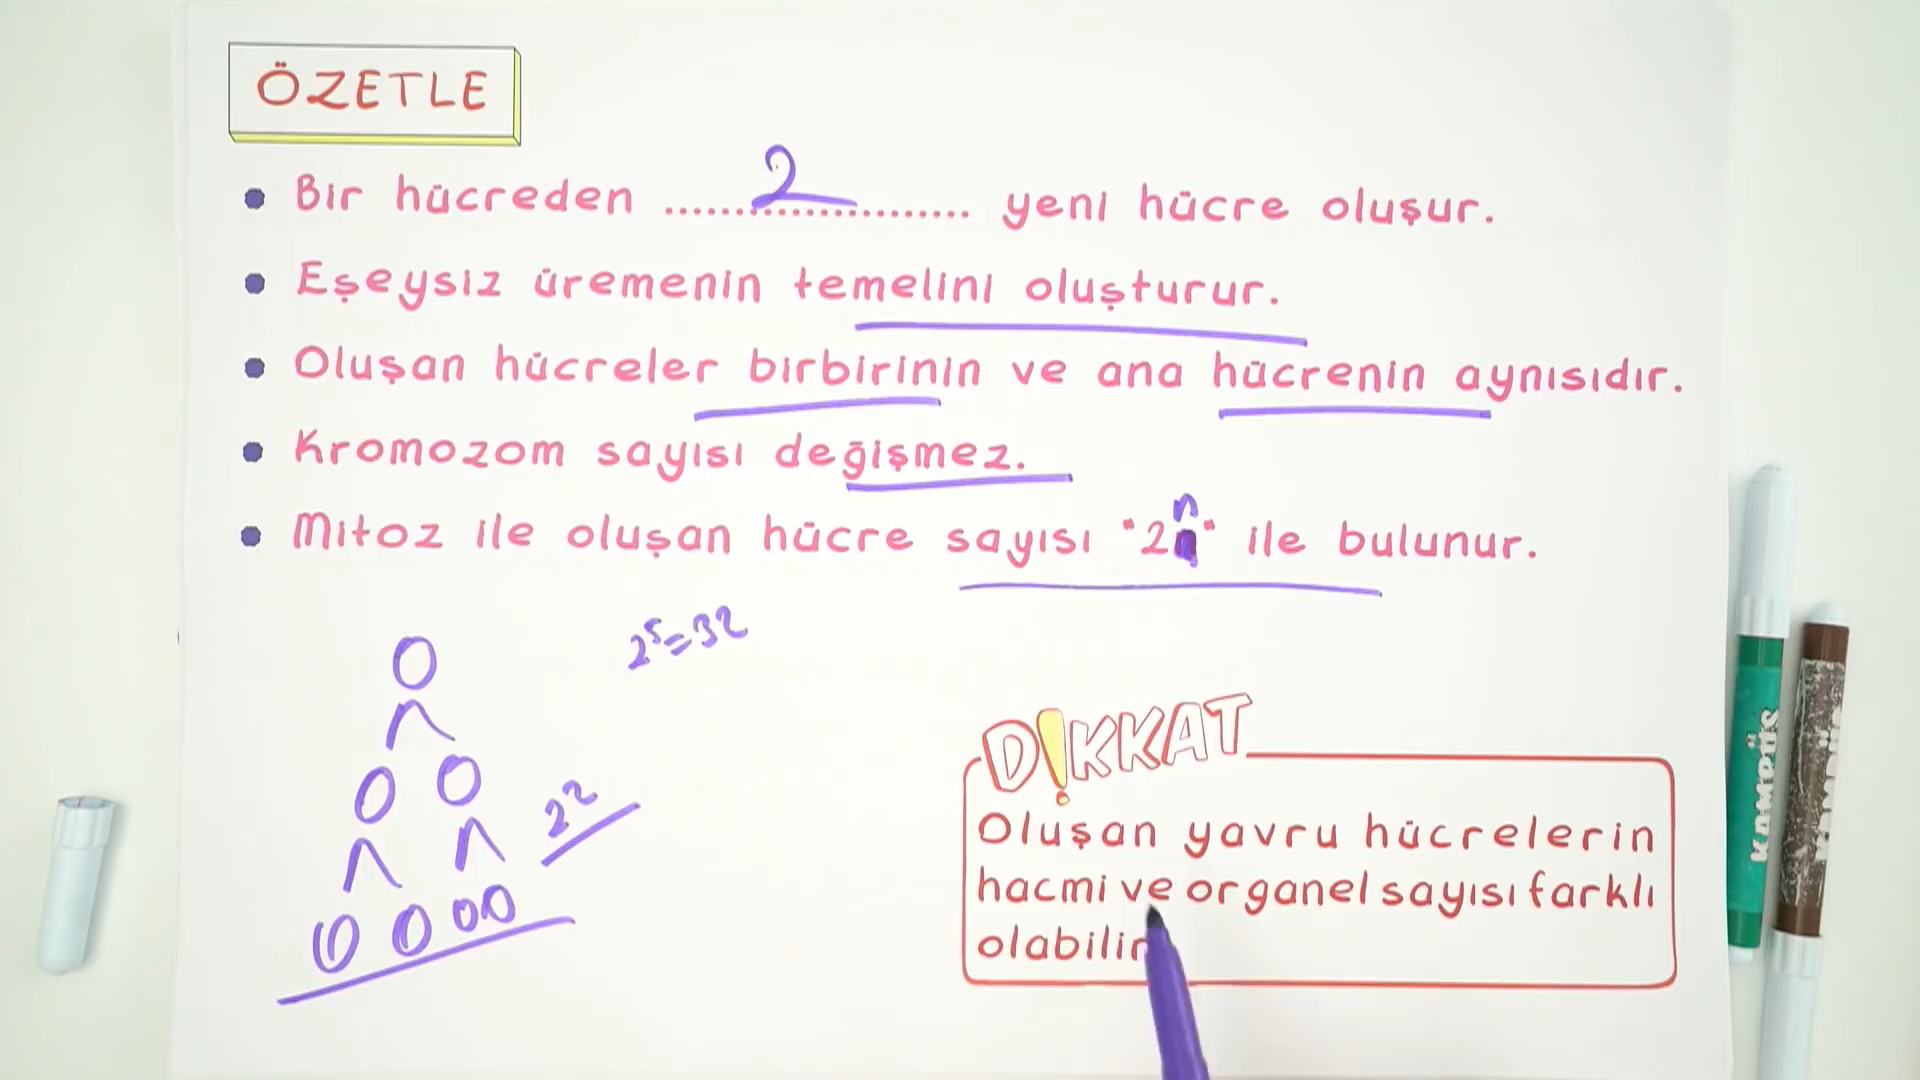 ÖZETLE
• Bir hücreden ........2........ yeni hücre oluşur.
• Eşeysiz üremenin temelini oluşturur.
• Oluşan hücreler birbirinin ve ana hücrenin aynısıdır.
• Kromozom sayısı değişmez.
• Mitoz ile oluşan hücre sayısı "2ⁿ" ile bulunur.
2⁵=32
2²
DİKKAT
Oluşan yavru hücrelerin
hacmi ve organel sayısı farklı
olabilir
KAMPÜS